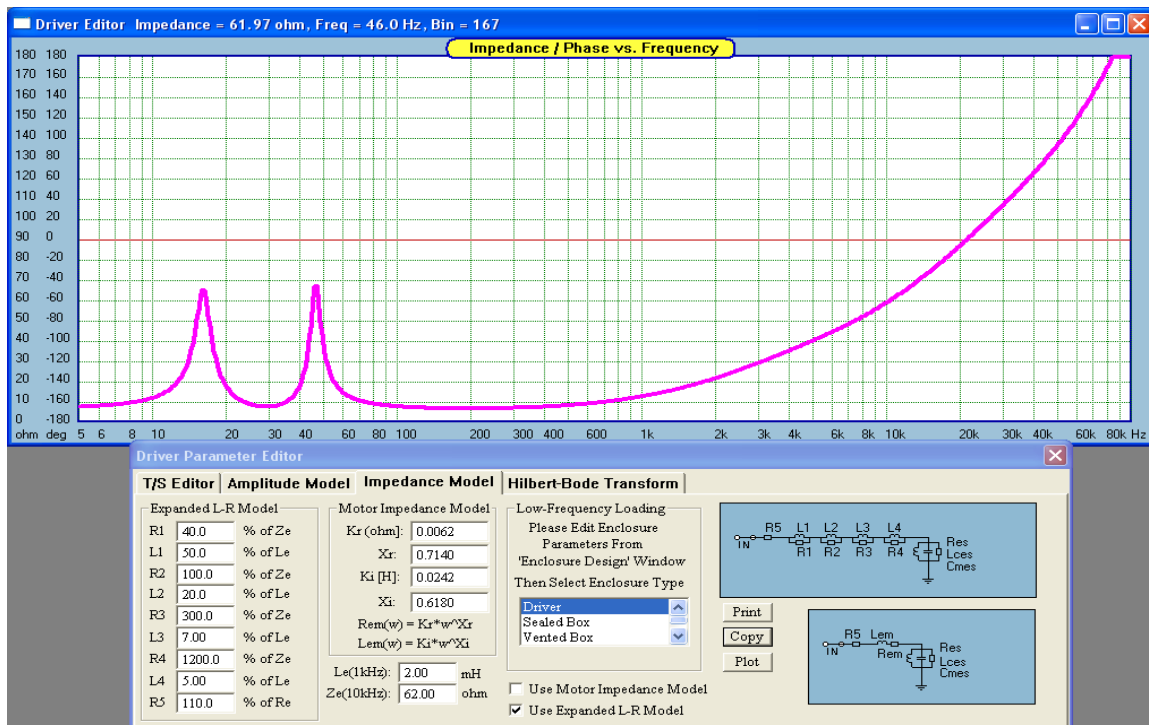 Driver Editor Impedance = 61.97 ohm, Freq = 46.0 Hz, Bin = 167
Impedance / Phase vs. Frequency
180 180
170 160
160 140
150 120
140 100
130 80
120 60
110 40
100 20
90 0
80 -20
70 -40
60 -60
50 -80
40 -100
30 -120
20 -140
10 -160
0 -180
ohm deg 5 6 8 10 20 30 40 60 80 100 200 300 400 600 1k 2k 3k 4k 6k 8k 10k 20k 30k 40k 60k 80k Hz
Driver Parameter Editor
T/S Editor Amplitude Model Impedance Model Hilbert-Bode Transform
Expanded L-R Model
R1 40.0 % of Ze
L1 50.0 % of Le
R2 100.0 % of Ze
L2 20.0 % of Le
R3 300.0 % of Ze
L3 7.00 % of Le
R4 1200.0 % of Ze
L4 5.00 % of Le
R5 110.0 % of Re
Motor Impedance Model
Kr (ohm]: 0.0062
Xr: 0.7140
Ki [H]: 0.0242
Xi: 0.6180
Rem(w) = Kr*w^Xr
Lem(w) = Ki*w^Xi
Le(1kHz): 2.00 mH
Ze(10kHz): 62.00 ohm
Low-Frequency Loading
Please Edit Enclosure
Parameters From
'Enclosure Design' Window
Then Select Enclosure Type
Driver
Sealed Box
Vented Box
Use Motor Impedance Model
Use Expanded L-R Model
Print
Copy
Plot
R5 L1 L2 L3 L4
IN R1 R2 R3 R4
Res
Lces
Cmes
R5 Lem
IN Rem
Res
Lces
Cmes